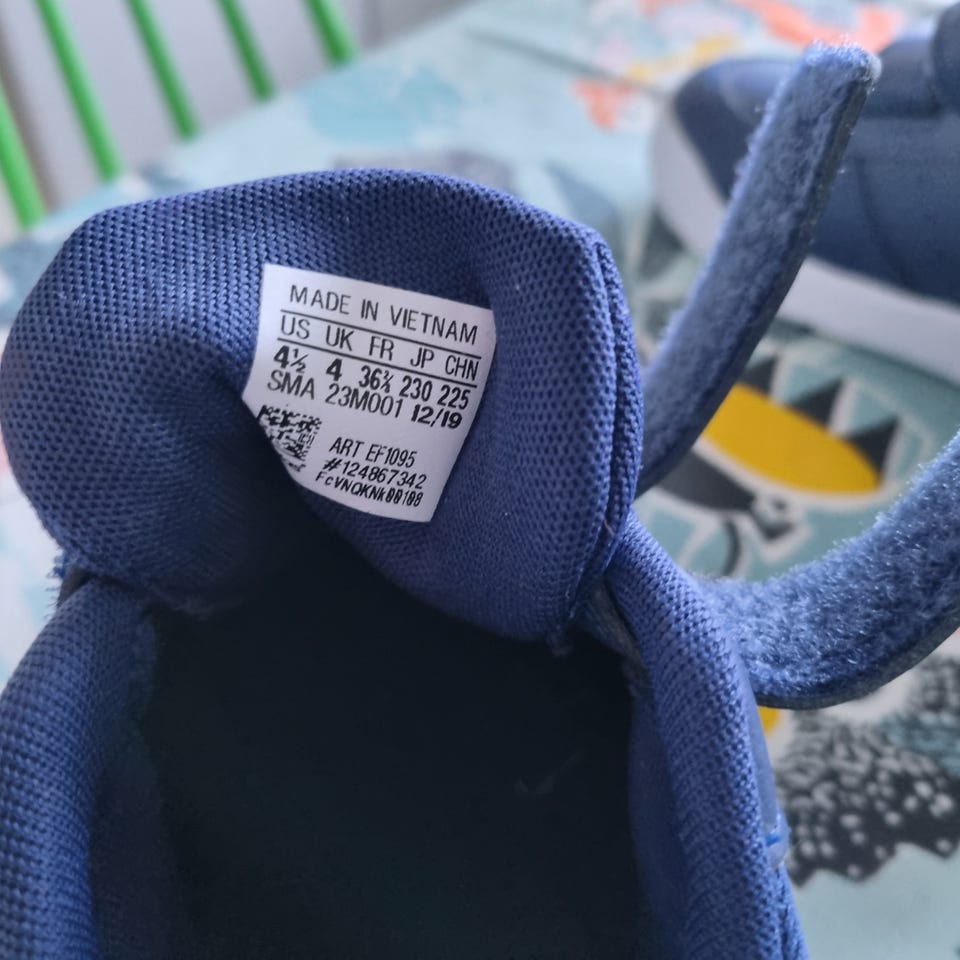 MADE IN VIETNAM
US UK FR JP CHN
4½ 4 36⅔ 230 225
SMA 23M001 12/19
ART EF1095
#124867342